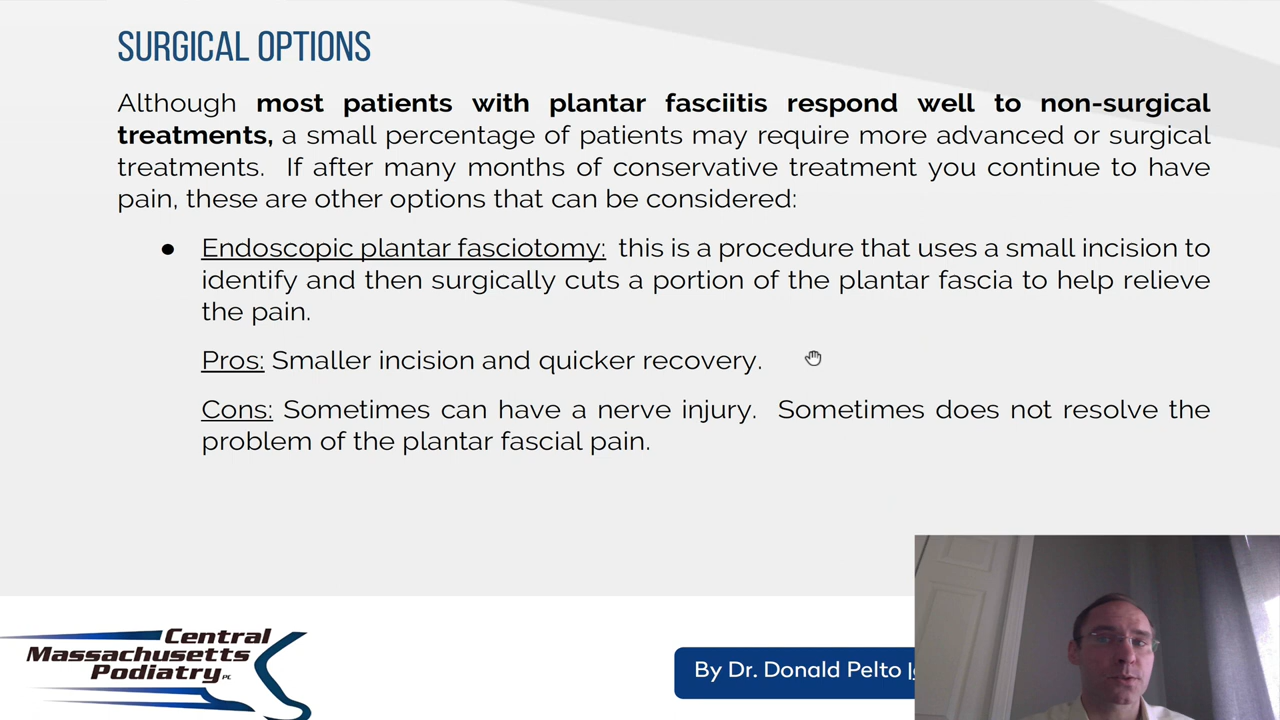 SURGICAL OPTIONS
Although most patients with plantar fasciitis respond well to non-surgical
treatments, a small percentage of patients may require more advanced or surgical
treatments. If after many months of conservative treatment you continue to have
pain, these are other options that can be considered:
● Endoscopic plantar fasciotomy: this is a procedure that uses a small incision to
identify and then surgically cuts a portion of the plantar fascia to help relieve
the pain.
Pros: Smaller incision and quicker recovery.
Cons: Sometimes can have a nerve injury. Sometimes does not resolve the
problem of the plantar fascial pain.
Central
Massachusetts
Podiatry PC
By Dr. Donald Pelto